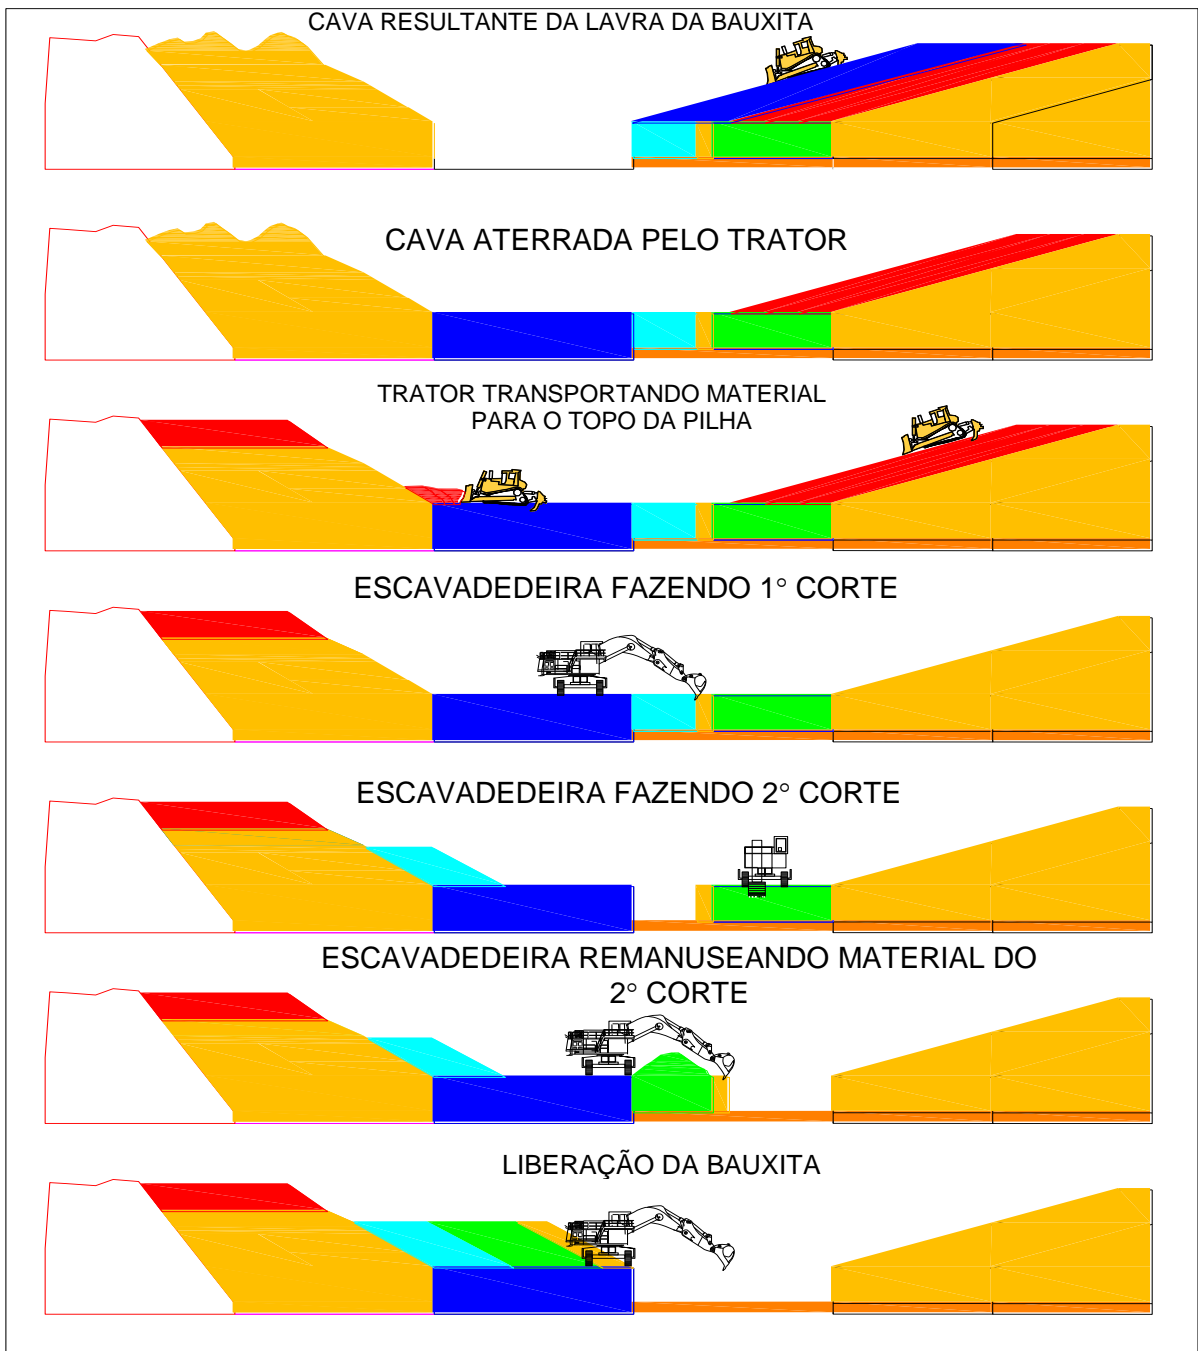 CAVA RESULTANTE DA LAVRA DA BAUXITA
CAVA ATERRADA PELO TRATOR
TRATOR TRANSPORTANDO MATERIAL
PARA O TOPO DA PILHA
ESCAVADEDEIRA FAZENDO 1° CORTE
ESCAVADEDEIRA FAZENDO 2° CORTE
ESCAVADEDEIRA REMANUSEANDO MATERIAL DO
2° CORTE
LIBERAÇÃO DA BAUXITA